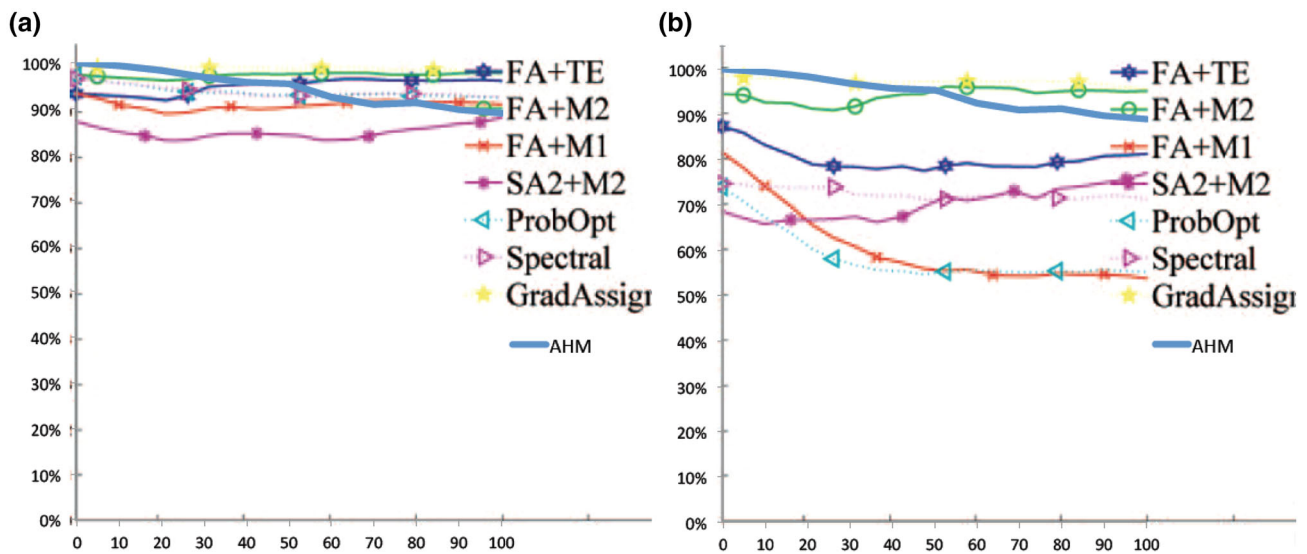 (a)
100%
90%
80%
70%
60%
50%
40%
30%
20%
10%
0%
0 10 20 30 40 50 60 70 80 90 100
FA+TE
FA+M2
FA+M1
SA2+M2
ProbOpt
Spectral
GradAssign
AHM
(b)
100%
90%
80%
70%
60%
50%
40%
30%
20%
10%
0%
0 10 20 30 40 50 60 70 80 90 100
FA+TE
FA+M2
FA+M1
SA2+M2
ProbOpt
Spectral
GradAssign
AHM